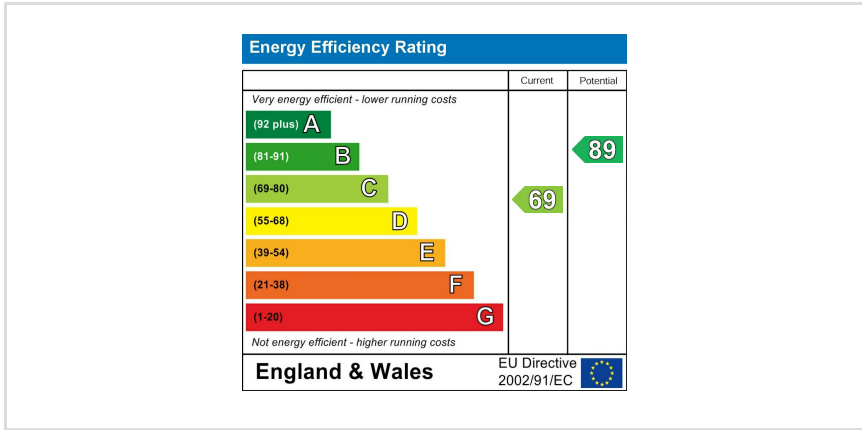 Energy Efficiency Rating
Current Potential
Very energy efficient - lower running costs
(92 plus) A
(81-91) B
89
(69-80) C
69
(55-68) D
(39-54) E
(21-38) F
(1-20) G
Not energy efficient - higher running costs
England & Wales
EU Directive
2002/91/EC